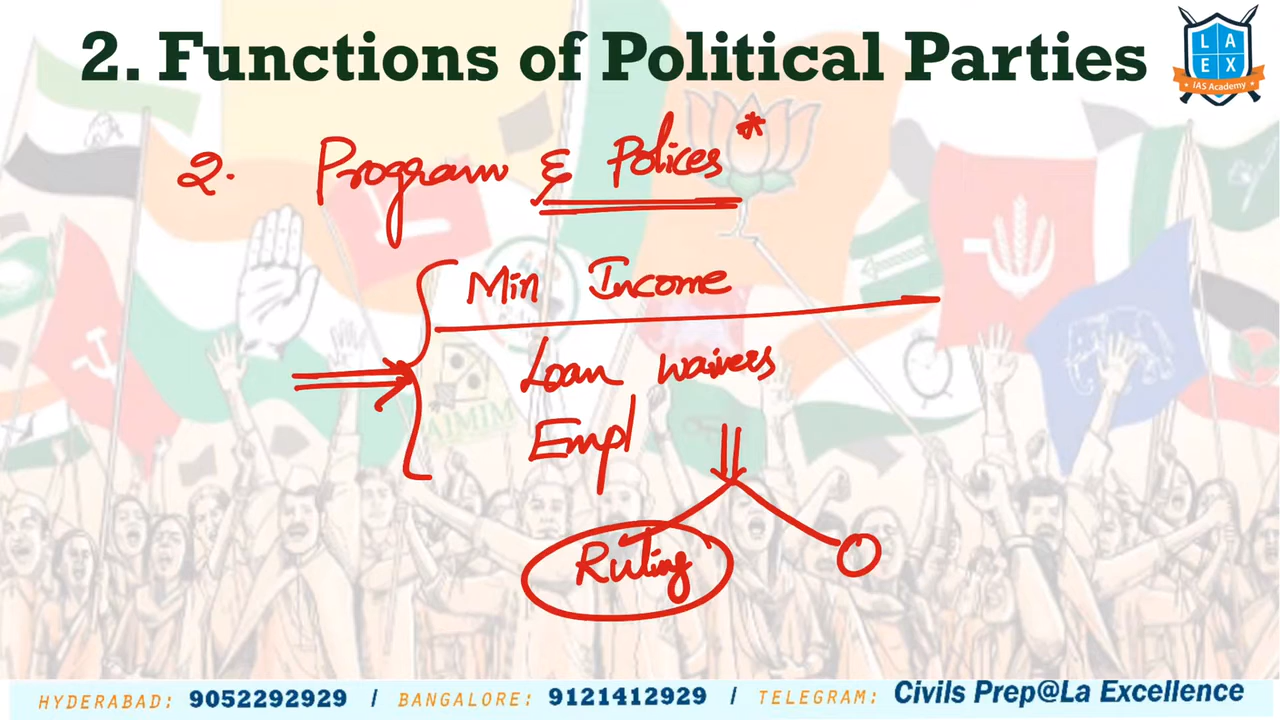 2. Functions of Political Parties
L A
E X
IAS Academy
2. Program & Polices *
Min Income
Loan waivers
Empl
AIMIM
Ruling O
HYDERABAD: 9052292929 / BANGALORE: 9121412929 / TELEGRAM: Civils Prep@La Excellence